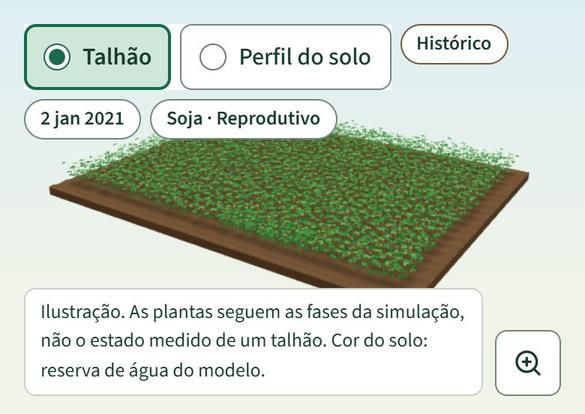 Talhão
Perfil do solo
Histórico
2 jan 2021
Soja · Reprodutivo
Ilustração. As plantas seguem as fases da simulação,
não o estado medido de um talhão. Cor do solo:
reserva de água do modelo.